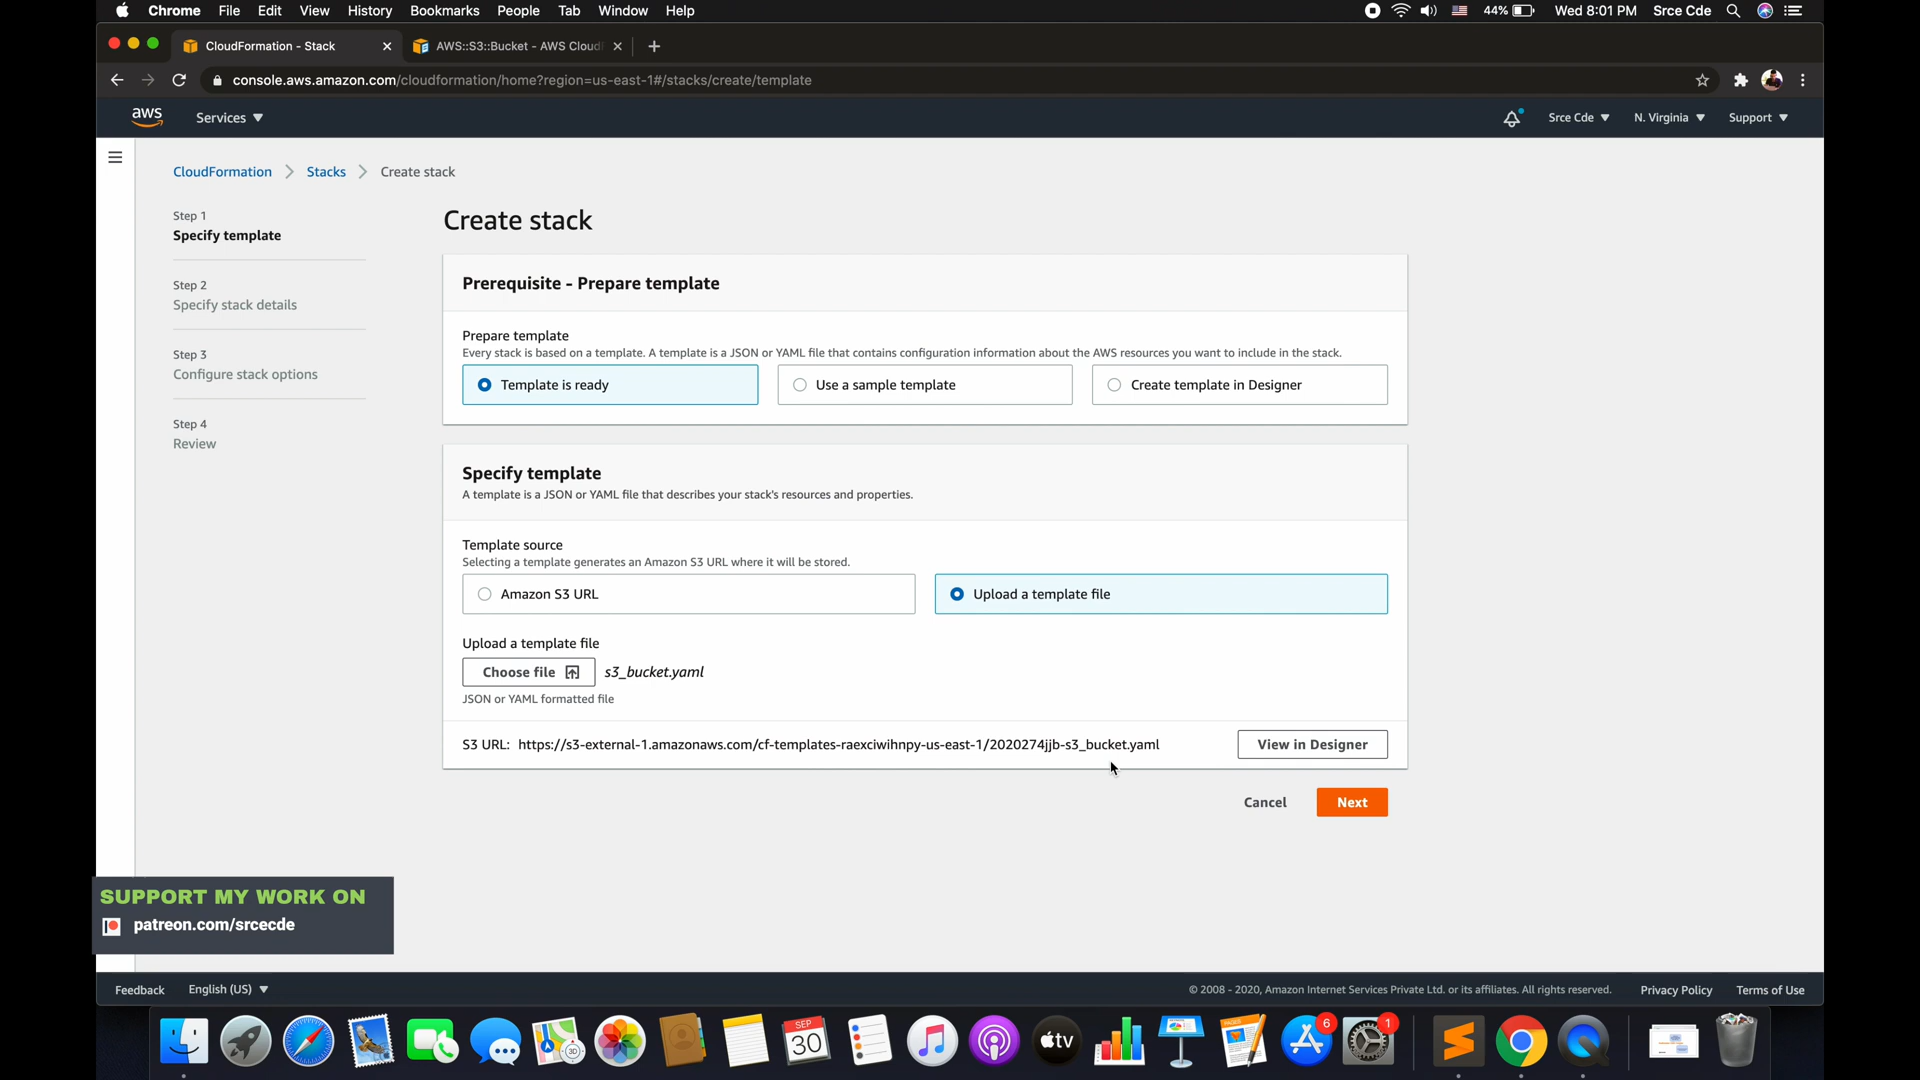 Chrome File Edit View History Bookmarks People Tab Window Help
44% Wed 8:01 PM Srce Cde
CloudFormation - Stack
AWS::S3::Bucket - AWS Cloud
console.aws.amazon.com/cloudformation/home?region=us-east-1#/stacks/create/template
aws Services Srce Cde N. Virginia Support
CloudFormation Stacks Create stack
Step 1
Specify template
Step 2
Specify stack details
Step 3
Configure stack options
Step 4
Review
Create stack
Prerequisite - Prepare template
Prepare template
Every stack is based on a template. A template is a JSON or YAML file that contains configuration information about the AWS resources you want to include in the stack.
Template is ready
Use a sample template
Create template in Designer
Specify template
A template is a JSON or YAML file that describes your stack's resources and properties.
Template source
Selecting a template generates an Amazon S3 URL where it will be stored.
Amazon S3 URL
Upload a template file
Upload a template file
Choose file s3_bucket.yaml
JSON or YAML formatted file
S3 URL: https://s3-external-1.amazonaws.com/cf-templates-raexciwihnpy-us-east-1/2020274jjb-s3_bucket.yaml
View in Designer
Cancel Next
SUPPORT MY WORK ON
patreon.com/srcecde
Feedback English (US) © 2008 - 2020, Amazon Internet Services Private Ltd. or its affiliates. All rights reserved. Privacy Policy Terms of Use
3D
SEP
30
tv
6
1